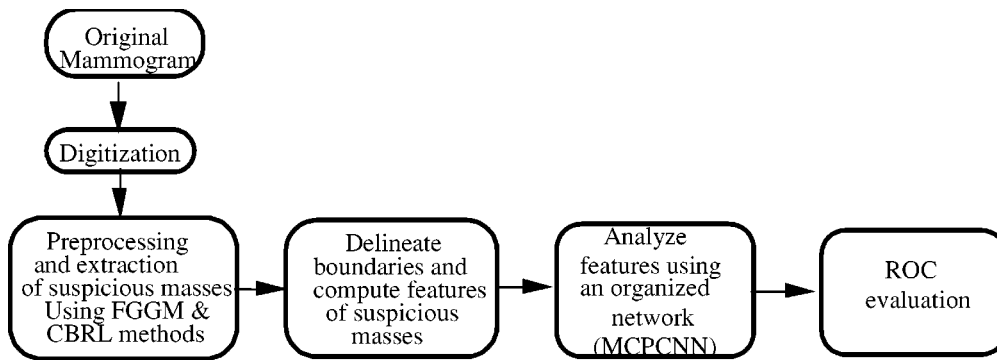 Original
Mammogram
Digitization
Preprocessing
and extraction
of suspicious masses
Using FGGM &
CBRL methods
Delineate
boundaries and
compute features
of suspicious
masses
Analyze
features using
an organized
network
(MCPCNN)
ROC
evaluation